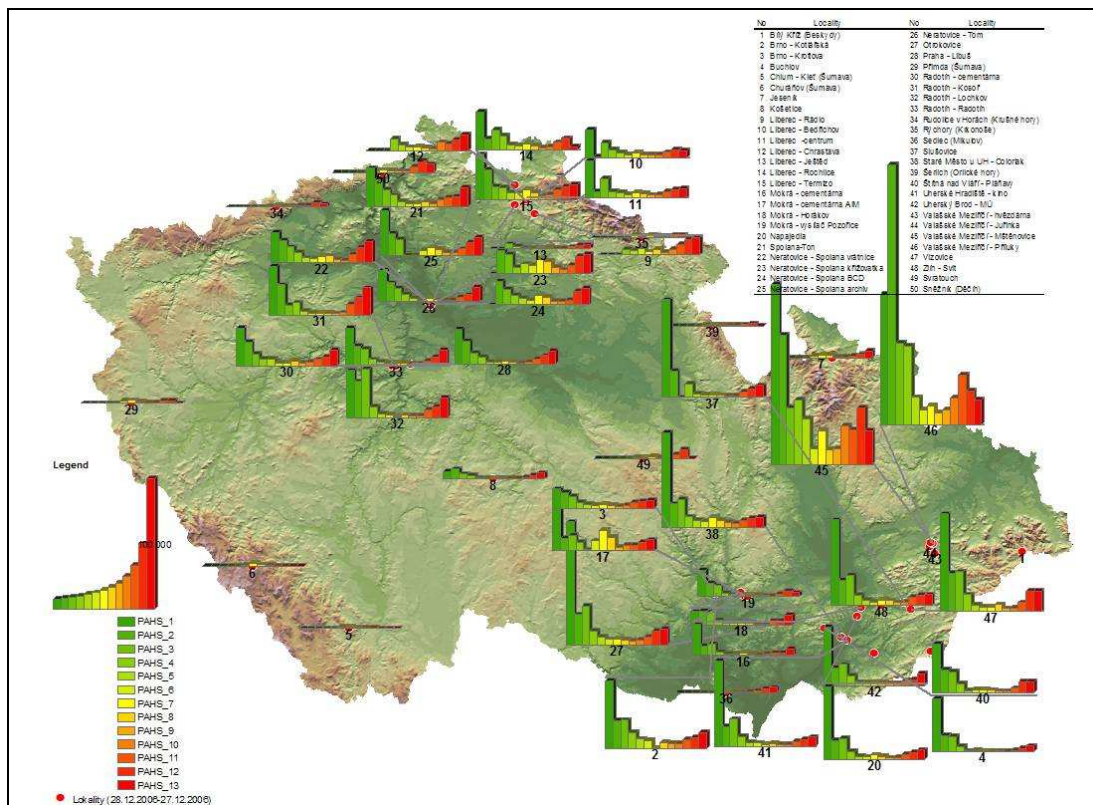 No Locality
1 Bílý Kříž (Beskydy)
2 Brno - Kotlářská
3 Brno - Kroftova
4 Buchlov
5 Chlum - Kleť (Šumava)
6 Churáňov (Šumava)
7 Jeseník
8 Košetice
9 Liberec - Rádio
10 Liberec - Bedřichov
11 Liberec -centrum
12 Liberec - Chrastava
13 Liberec - Ještěd
14 Liberec - Rochlice
15 Liberec - Termizo
16 Mokrá - cementárna
17 Mokrá - cementárna AIM
18 Mokrá - Horákov
19 Mokrá - vysílač Pozořice
20 Napajedla
21 Spolana-Ton
22 Neratovice - Spolana vrátnice
23 Neratovice - Spolana křižovatka
24 Neratovice - Spolana BCD
25 Neratovice - Spolana archiv
No Locality
26 Neratovice - Tom
27 Otrokovice
28 Praha - Libuš
29 Přimda (Šumava)
30 Radotín - cementárna
31 Radotín - Kosoř
32 Radotín - Lochkov
33 Radotín - Radotín
34 Rudolice v Horách (Krušné hory)
35 Rýchory (Krkonoše)
36 Sedlec (Mikulov)
37 Slušovice
38 Staré Město u UH - Colorlak
39 Šerlich (Orlické hory)
40 Štítná nad Vláří - Pláňavy
41 Uherské Hradiště - kino
42 Uherský Brod - MÚ
43 Valašské Meziříčí - hvězdárna
44 Valašské Meziříčí - Juřinka
45 Valašské Meziříčí - Mštěnovice
46 Valašské Meziříčí - Příluky
47 Vizovice
48 Zlín - Svit
49 Svratouch
50 Sněžník (Děčín)
12
14
10
50
21
15
11
34
35
13
9
22
25
23
26
24
31
39
30
33
28
7
37
46
29
32
45
49
8
3
38
17
44
43
1
6
19
48
47
5
18
27
16
42
40
36
2
41
20
4
Legend
100 000
PAHS_1
PAHS_2
PAHS_3
PAHS_4
PAHS_5
PAHS_6
PAHS_7
PAHS_8
PAHS_9
PAHS_10
PAHS_11
PAHS_12
PAHS_13
Lokality (28.12.2006-27.12.2006)